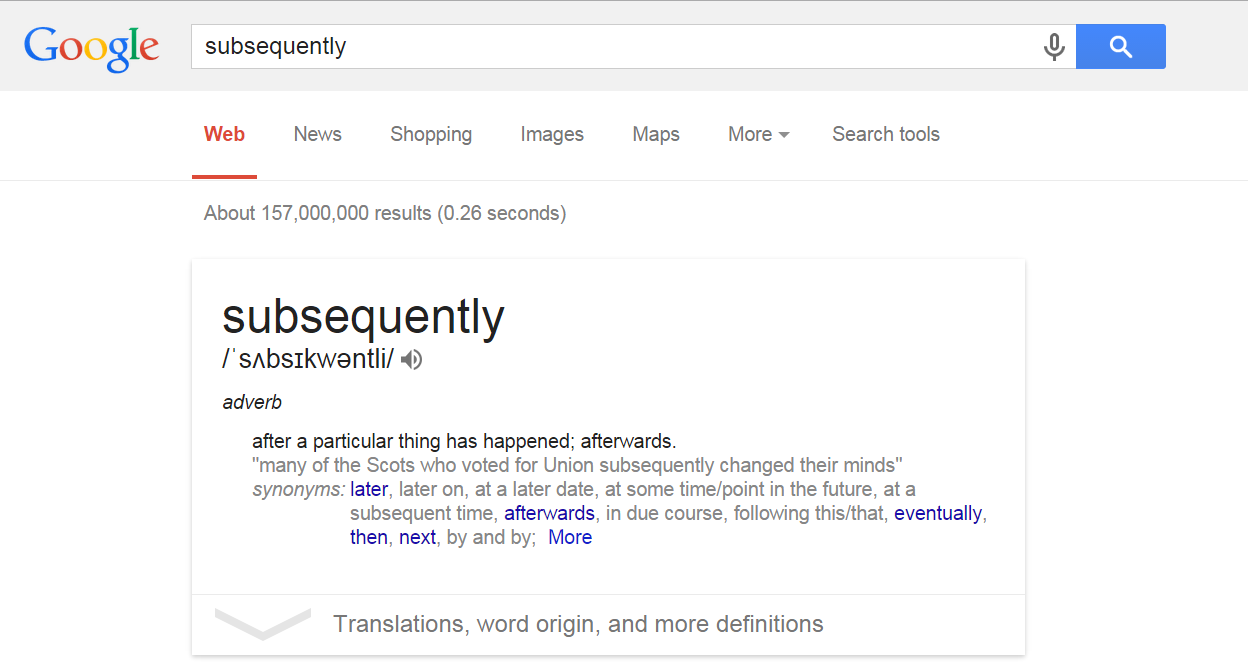 Google
subsequently
Web News Shopping Images Maps More Search tools
About 157,000,000 results (0.26 seconds)
subsequently
/ˈsʌbsɪkwəntli/
adverb
after a particular thing has happened; afterwards.
"many of the Scots who voted for Union subsequently changed their minds"
synonyms: later, later on, at a later date, at some time/point in the future, at a
subsequent time, afterwards, in due course, following this/that, eventually,
then, next, by and by; More
Translations, word origin, and more definitions